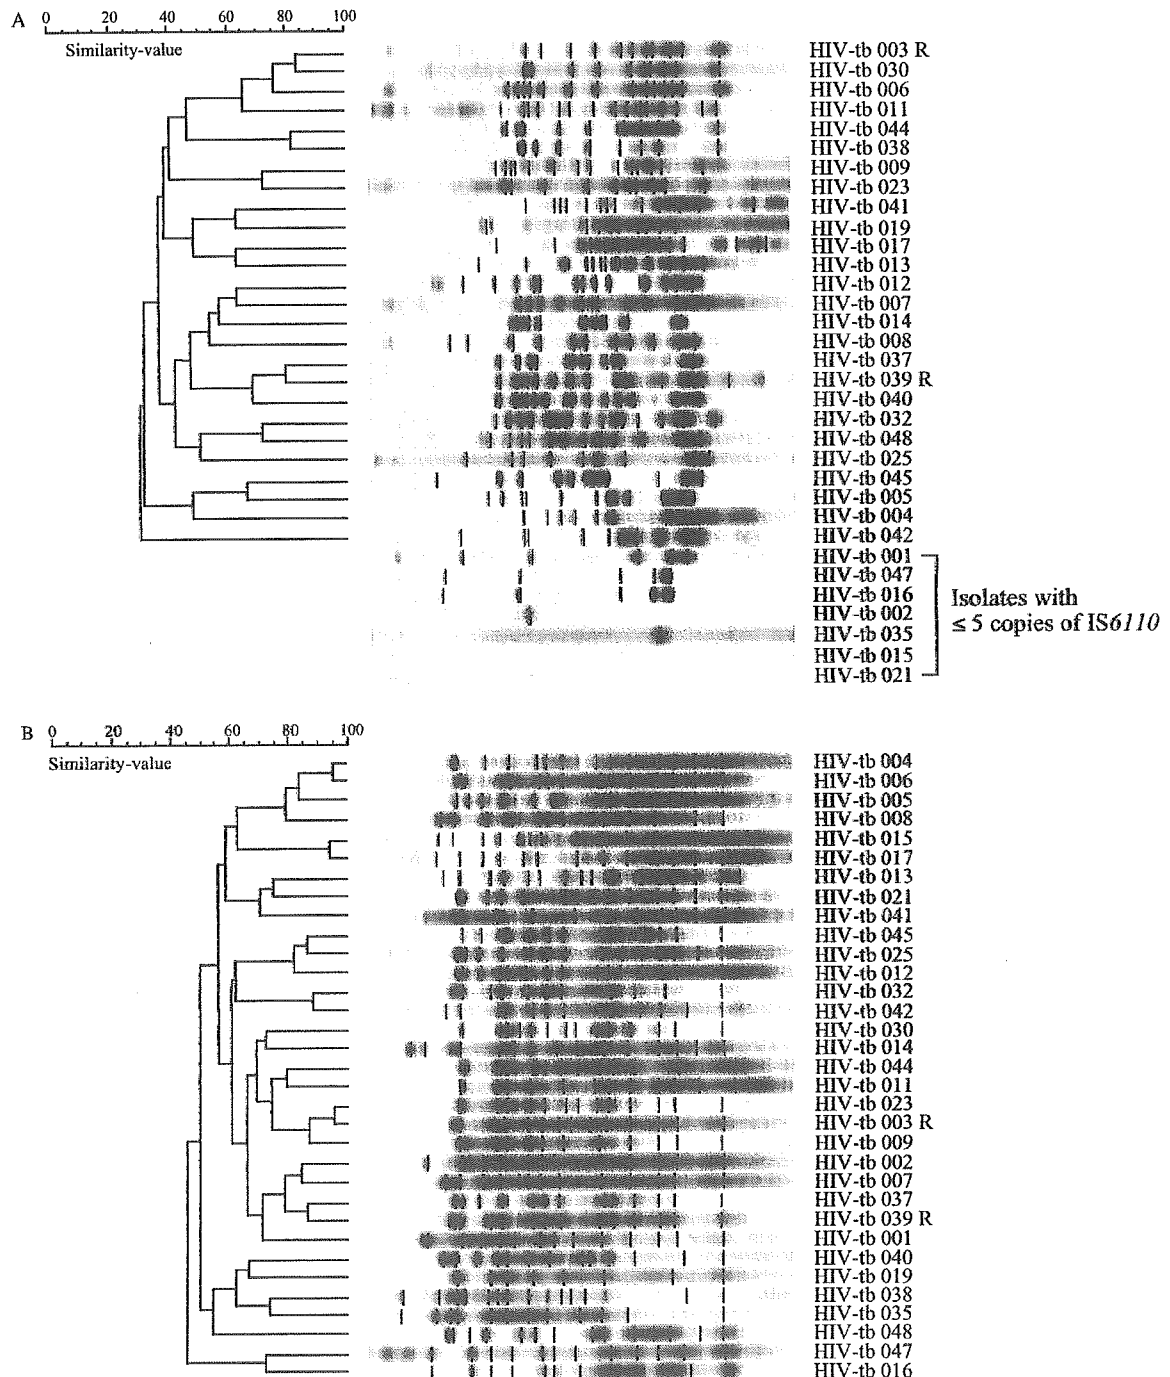 A
0 20 40 60 80 100
Similarity-value
HIV-tb 003 R
HIV-tb 030
HIV-tb 006
HIV-tb 011
HIV-tb 044
HIV-tb 038
HIV-tb 009
HIV-tb 023
HIV-tb 041
HIV-tb 019
HIV-tb 017
HIV-tb 013
HIV-tb 012
HIV-tb 007
HIV-tb 014
HIV-tb 008
HIV-tb 037
HIV-tb 039 R
HIV-tb 040
HIV-tb 032
HIV-tb 048
HIV-tb 025
HIV-tb 045
HIV-tb 005
HIV-tb 004
HIV-tb 042
HIV-tb 001
HIV-tb 047
HIV-tb 016
HIV-tb 002
HIV-tb 035
HIV-tb 015
HIV-tb 021
Isolates with
≤ 5 copies of IS6110
B
0 20 40 60 80 100
Similarity-value
HIV-tb 004
HIV-tb 006
HIV-tb 005
HIV-tb 008
HIV-tb 015
HIV-tb 017
HIV-tb 013
HIV-tb 021
HIV-tb 041
HIV-tb 045
HIV-tb 025
HIV-tb 012
HIV-tb 032
HIV-tb 042
HIV-tb 030
HIV-tb 014
HIV-tb 044
HIV-tb 011
HIV-tb 023
HIV-tb 003 R
HIV-tb 009
HIV-tb 002
HIV-tb 007
HIV-tb 037
HIV-tb 039 R
HIV-tb 001
HIV-tb 040
HIV-tb 019
HIV-tb 038
HIV-tb 035
HIV-tb 048
HIV-tb 047
HIV-tb 016